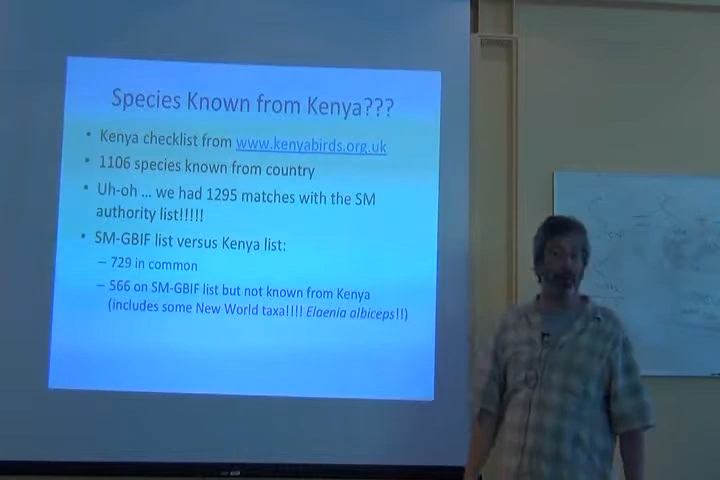 Species Known from Kenya???
• Kenya checklist from www.kenyabirds.org.uk
• 1106 species known from country
• Uh-oh ... we had 1295 matches with the SM
authority list!!!!!
• SM-GBIF list versus Kenya list:
– 729 in common
– 566 on SM-GBIF list but not known from Kenya
(includes some New World taxa!!!! Elaenia albiceps!!)